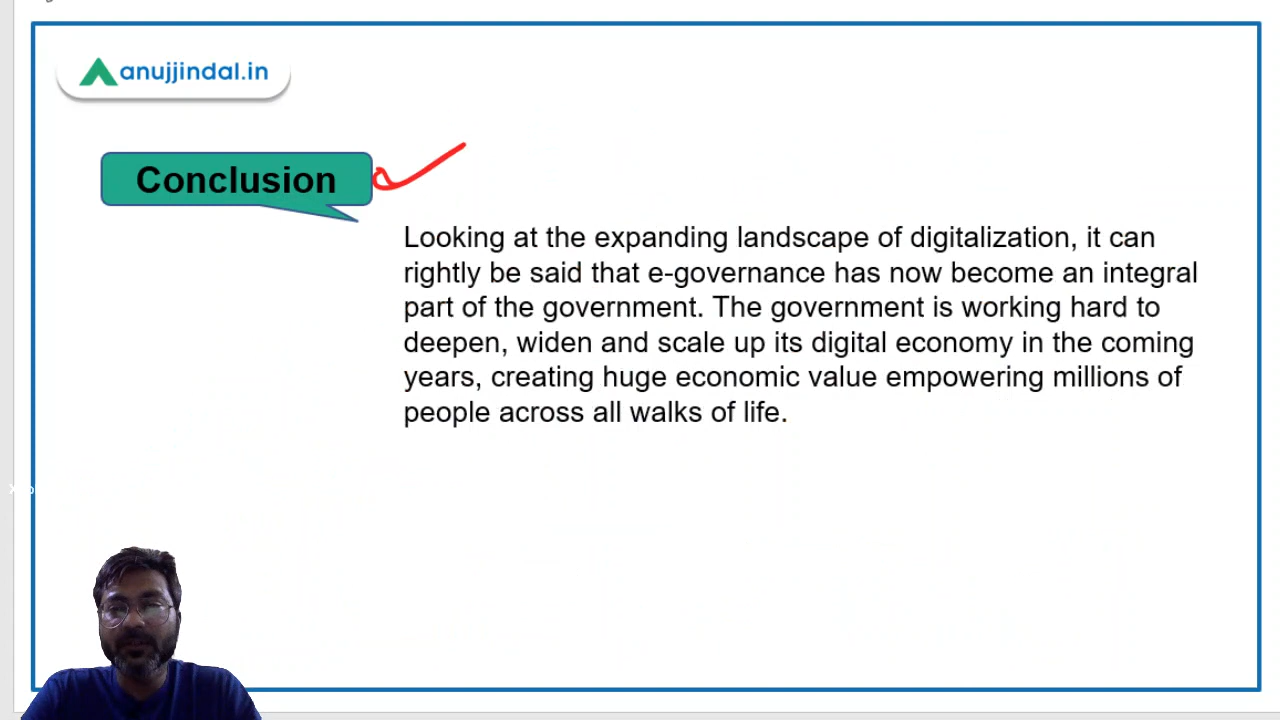 anujjindal.in
Conclusion
Looking at the expanding landscape of digitalization, it can
rightly be said that e-governance has now become an integral
part of the government. The government is working hard to
deepen, widen and scale up its digital economy in the coming
years, creating huge economic value empowering millions of
people across all walks of life.